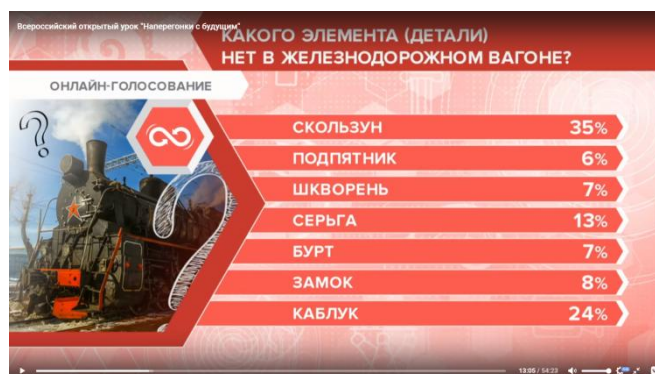 Всероссийский открытый урок "Наперегонки с будущим".
КАКОГО ЭЛЕМЕНТА (ДЕТАЛИ)
НЕТ В ЖЕЛЕЗНОДОРОЖНОМ ВАГОНЕ?
ОНЛАЙН-ГОЛОСОВАНИЕ
СКОЛЬЗУН 35%
ПОДПЯТНИК 6%
ШКВОРЕНЬ 7%
СЕРЬГА 13%
БУРТ 7%
ЗАМОК 8%
КАБЛУК 24%
13:05 / 54:23